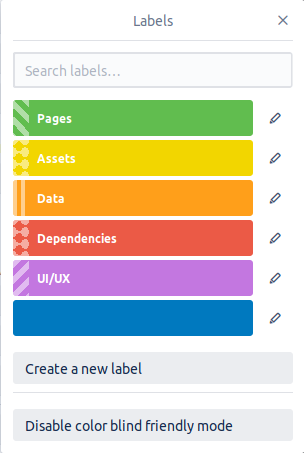 Labels
Search labels…
Pages
Assets
Data
Dependencies
UI/UX
Create a new label
Disable color blind friendly mode